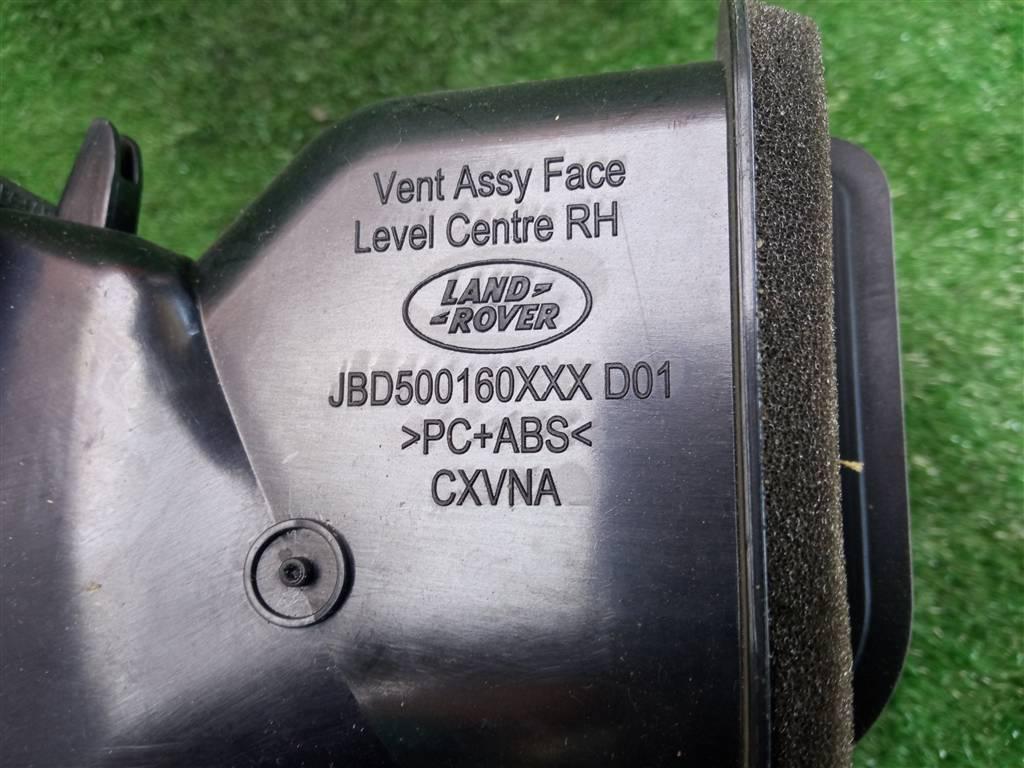 Vent Assy Face
Level Centre RH
LAND-
-ROVER
JBD500160XXX D01
>PC+ABS<
CXVNA